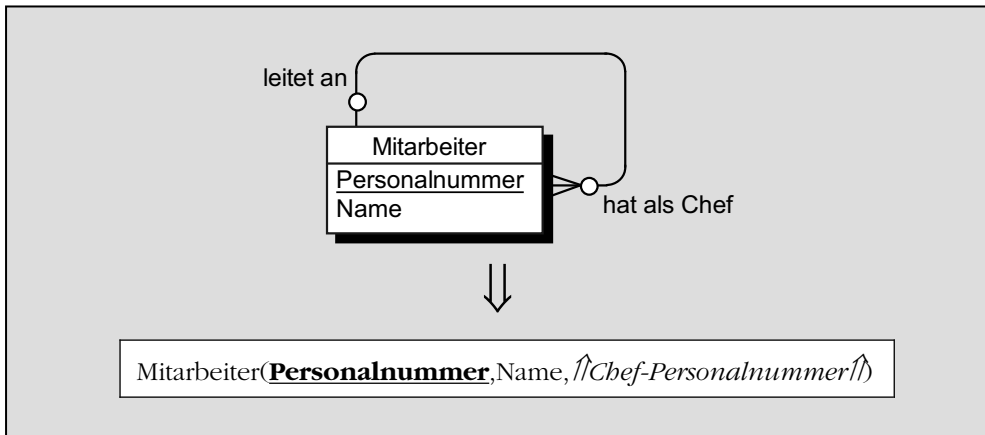 leitet an
Mitarbeiter
Personalnummer
Name
hat als Chef
⇓
Mitarbeiter(Personalnummer,Name,⇑Chef-Personalnummer⇑)